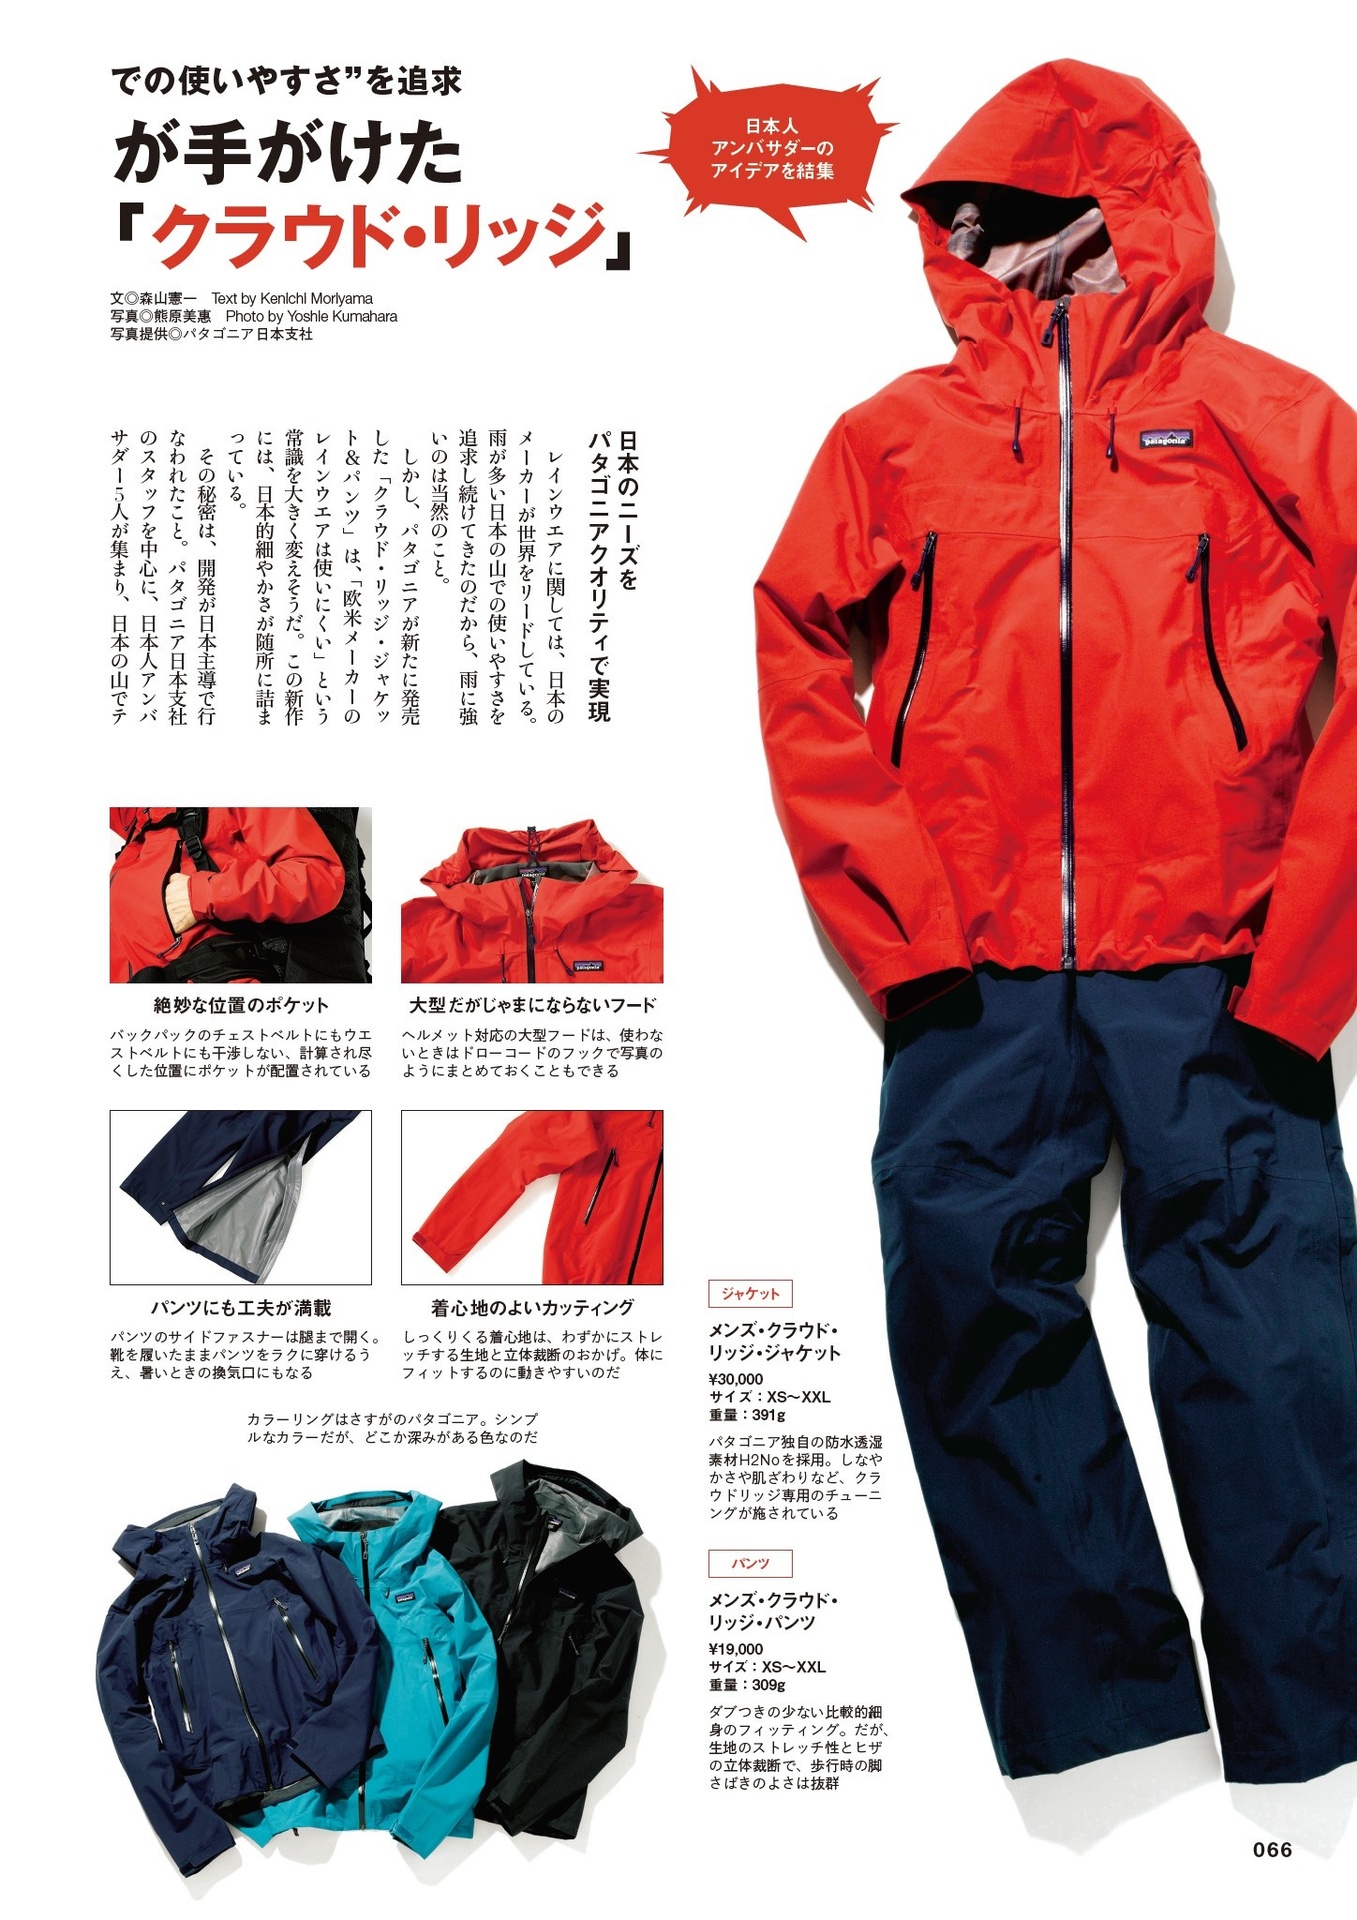 での使いやすさ”を追求
が手がけた
「クラウド・リッジ」
日本人
アンバサダーの
アイデアを結集
文◎森山憲一　Text by KenIchI MorIyama
写真◎熊原美惠　Photo by YoshIe Kumahara
写真提供◎パタゴニア日本支社
patagonia
日本のニーズを
パタゴニアクオリティで実現
　レインウエアに関しては、日本の
メーカーが世界をリードしている。
雨が多い日本の山での使いやすさを
追求し続けてきたのだから、雨に強
いのは当然のこと。
　しかし、パタゴニアが新たに発売
した「クラウド・リッジ・ジャケッ
ト＆パンツ」は、「欧米メーカーの
レインウエアは使いにくい」という
常識を大きく変えそうだ。この新作
には、日本的細やかさが随所に詰ま
っている。
　その秘密は、開発が日本主導で行
なわれたこと。パタゴニア日本支社
のスタッフを中心に、日本人アンバ
サダー5人が集まり、日本の山でテ
patagonia
patagonia
絶妙な位置のポケット
バックパックのチェストベルトにもウエ
ストベルトにも干渉しない、計算され尽
くした位置にポケットが配置されている
大型だがじゃまにならないフード
ヘルメット対応の大型フードは、使わな
いときはドローコードのフックで写真の
ようにまとめておくこともできる
パンツにも工夫が満載
パンツのサイドファスナーは腿まで開く。
靴を履いたままパンツをラクに穿けるう
え、暑いときの換気口にもなる
着心地のよいカッティング
しっくりくる着心地は、わずかにストレ
ッチする生地と立体裁断のおかげ。体に
フィットするのに動きやすいのだ
カラーリングはさすがのパタゴニア。シンプ
ルなカラーだが、どこか深みがある色なのだ
ジャケット
メンズ・クラウド・
リッジ・ジャケット
¥30,000
サイズ：XS〜XXL
重量：391g
パタゴニア独自の防水透湿
素材H2Noを採用。しなや
かさや肌ざわりなど、クラ
ウドリッジ専用のチューニ
ングが施されている
パンツ
メンズ・クラウド・
リッジ・パンツ
¥19,000
サイズ：XS〜XXL
重量：309g
ダブつきの少ない比較的細
身のフィッティング。だが、
生地のストレッチ性とヒザ
の立体裁断で、歩行時の脚
さばきのよさは抜群
066